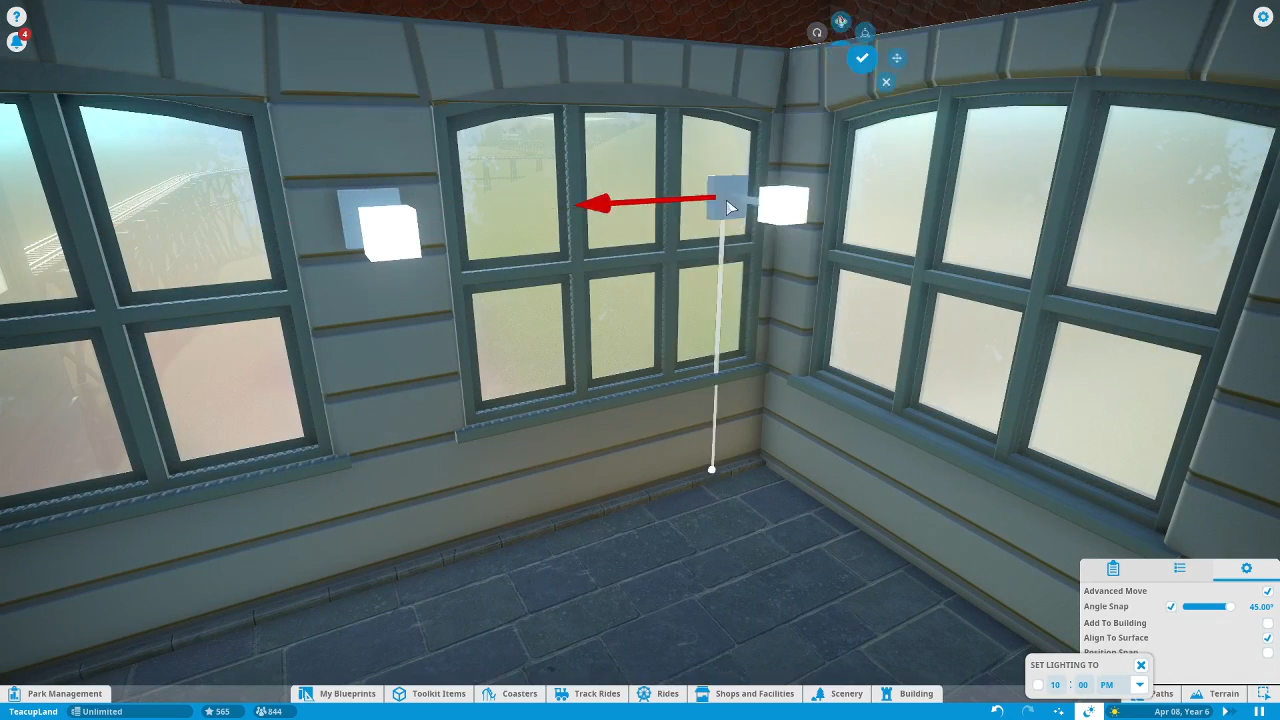 ?
4
Advanced Move
Angle Snap 45.00°
Add To Building
Align To Surface
Position Snap
SET LIGHTING TO
10 : 00 PM
Park Management
My Blueprints
Toolkit Items
Coasters
Track Rides
Rides
Shops and Facilities
Scenery
Building
Paths
Terrain
TeacupLand
Unlimited
565
844
Apr 08, Year 6